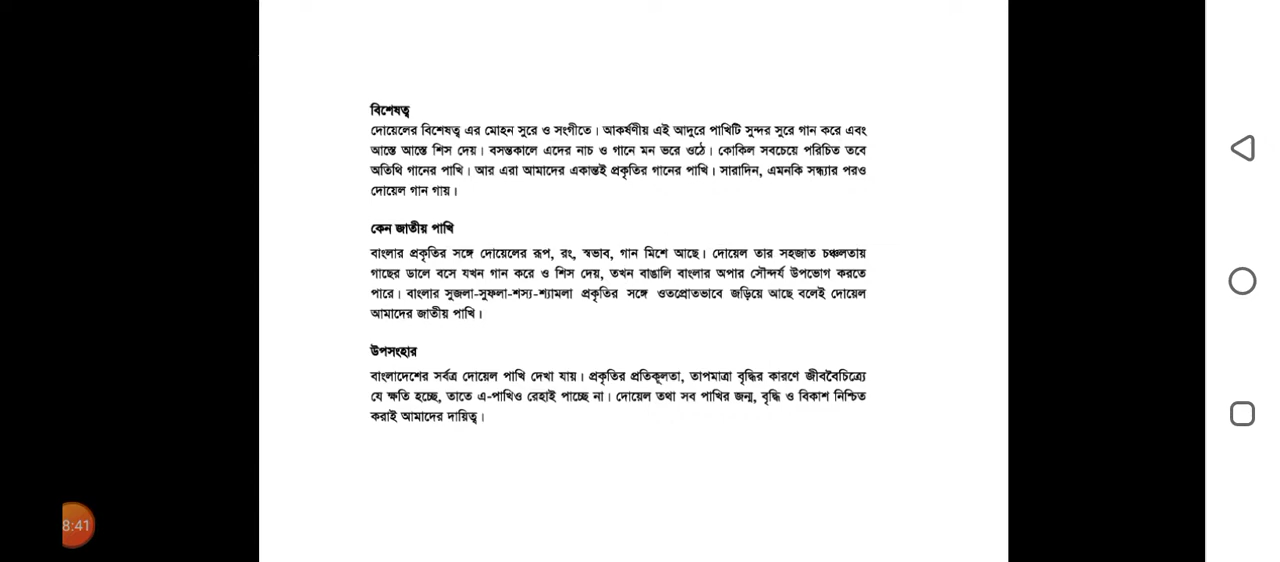 বিশেষত্ব
দোয়েলের বিশেষত্ব এর মোহন সুরে ও সংগীতে। আকর্ষণীয় এই আদুরে পাখিটি সুন্দর সুরে গান করে এবং
আস্তে আস্তে শিস দেয়। বসন্তকালে এদের নাচ ও গানে মন ভরে ওঠে। কোকিল সবচেয়ে পরিচিত তবে
অতিথি গানের পাখি। আর এরা আমাদের একান্তই প্রকৃতির গানের পাখি। সারাদিন, এমনকি সন্ধ্যার পরও
দোয়েল গান গায়।
কেন জাতীয় পাখি
বাংলার প্রকৃতির সঙ্গে দোয়েলের রূপ, রং, স্বভাব, গান মিশে আছে। দোয়েল তার সহজাত চঞ্চলতায়
গাছের ডালে বসে যখন গান করে ও শিস দেয়, তখন বাঙালি বাংলার অপার সৌন্দর্য উপভোগ করতে
পারে। বাংলার সুজলা-সুফলা-শস্য-শ্যামলা প্রকৃতির সঙ্গে ওতপ্রোতভাবে জড়িয়ে আছে বলেই দোয়েল
আমাদের জাতীয় পাখি।
উপসংহার
বাংলাদেশের সর্বত্র দোয়েল পাখি দেখা যায়। প্রকৃতির প্রতিকূলতা, তাপমাত্রা বৃদ্ধির কারণে জীববৈচিত্র্যে
যে ক্ষতি হচ্ছে, তাতে এ-পাখিও রেহাই পাচ্ছে না। দোয়েল তথা সব পাখির জন্ম, বৃদ্ধি ও বিকাশ নিশ্চিত
করাই আমাদের দায়িত্ব।
8:41